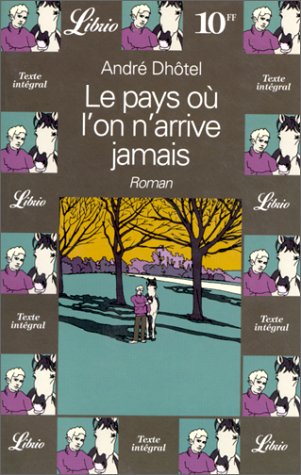 Librio
10FF
Texte
intégral
Texte
intégral
André Dhôtel
Le pays où
l'on n'arrive
jamais
Roman
Librio
Librio
Texte
intégral
Texte
intégral
Librio
Texte
intégral
Librio